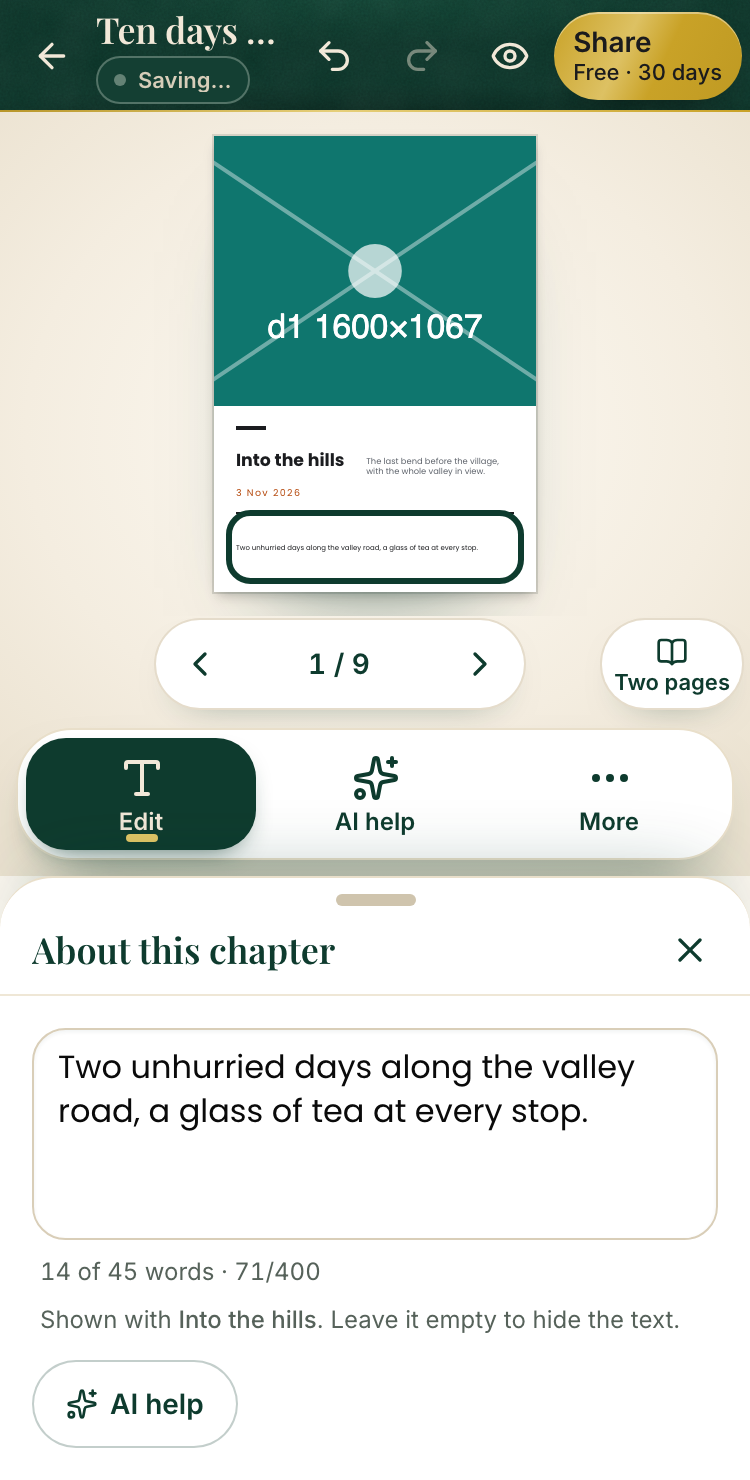 Ten days ...
Saving...
Share
Free · 30 days
d1 1600×1067
Into the hills
The last bend before the village,
with the whole valley in view.
3 Nov 2026
Two unhurried days along the valley road, a glass of tea at every stop.
1 / 9
Two pages
Edit
AI help
More
About this chapter
Two unhurried days along the valley
road, a glass of tea at every stop.
14 of 45 words · 71/400
Shown with Into the hills. Leave it empty to hide the text.
AI help